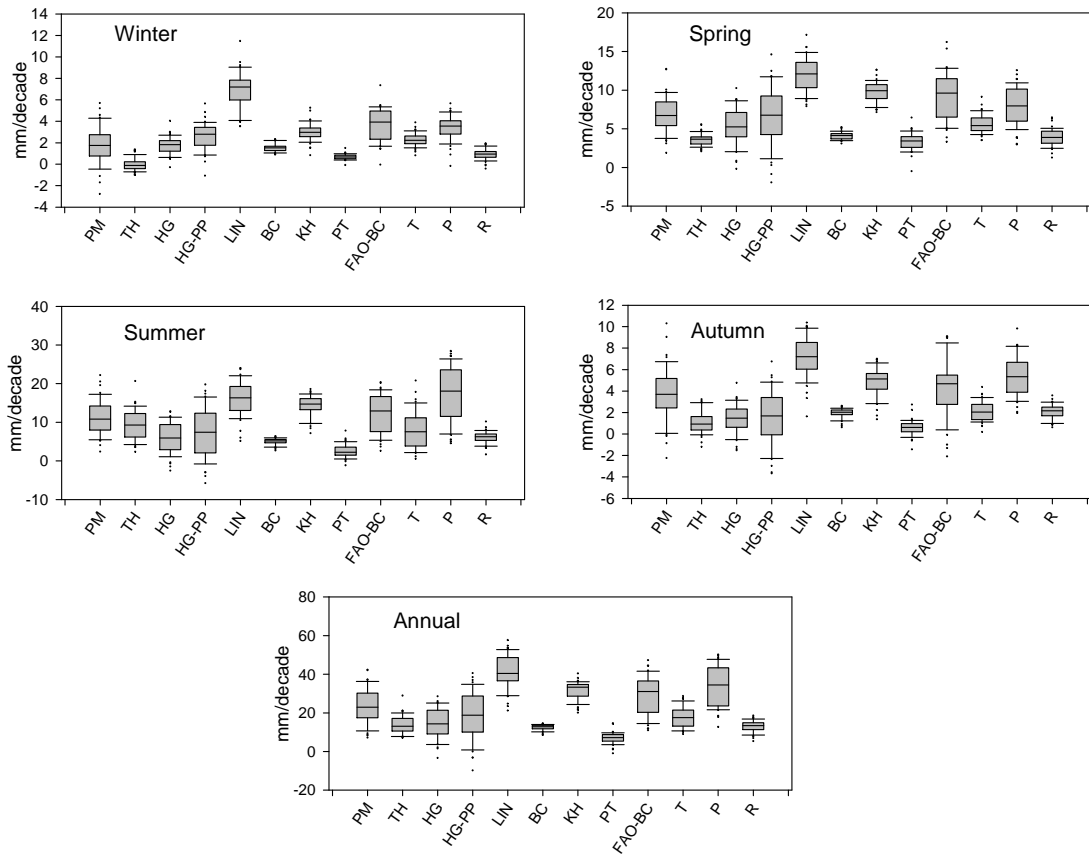 Winter
mm/decade
14
12
10
8
6
4
2
0
-2
-4
PM TH HG HG-PP LIN BC KH PT FAO-BC T P R
Spring
mm/decade
20
15
10
5
0
-5
PM TH HG HG-PP LIN BC KH PT FAO-BC T P R
Summer
mm/decade
40
30
20
10
0
-10
PM TH HG HG-PP LIN BC KH PT FAO-BC T P R
Autumn
mm/decade
12
10
8
6
4
2
0
-2
-4
-6
PM TH HG HG-PP LIN BC KH PT FAO-BC T P R
Annual
mm/decade
80
60
40
20
0
-20
PM TH HG HG-PP LIN BC KH PT FAO-BC T P R